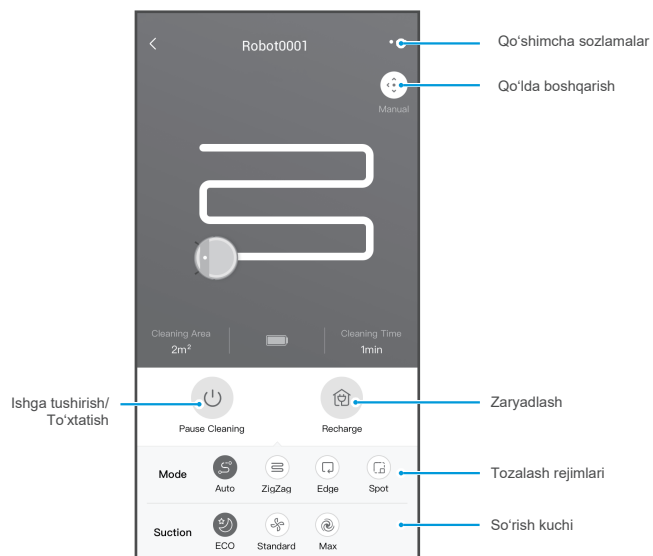 Robot0001
Qo‘shimcha sozlamalar
Qo‘lda boshqarish
Manual
Cleaning Area
2m²
Cleaning Time
1min
Ishga tushirish/
To‘xtatish
Pause Cleaning
Recharge
Zaryadlash
Mode
Auto
ZigZag
Edge
Spot
Tozalash rejimlari
Suction
ECO
Standard
Max
So‘rish kuchi